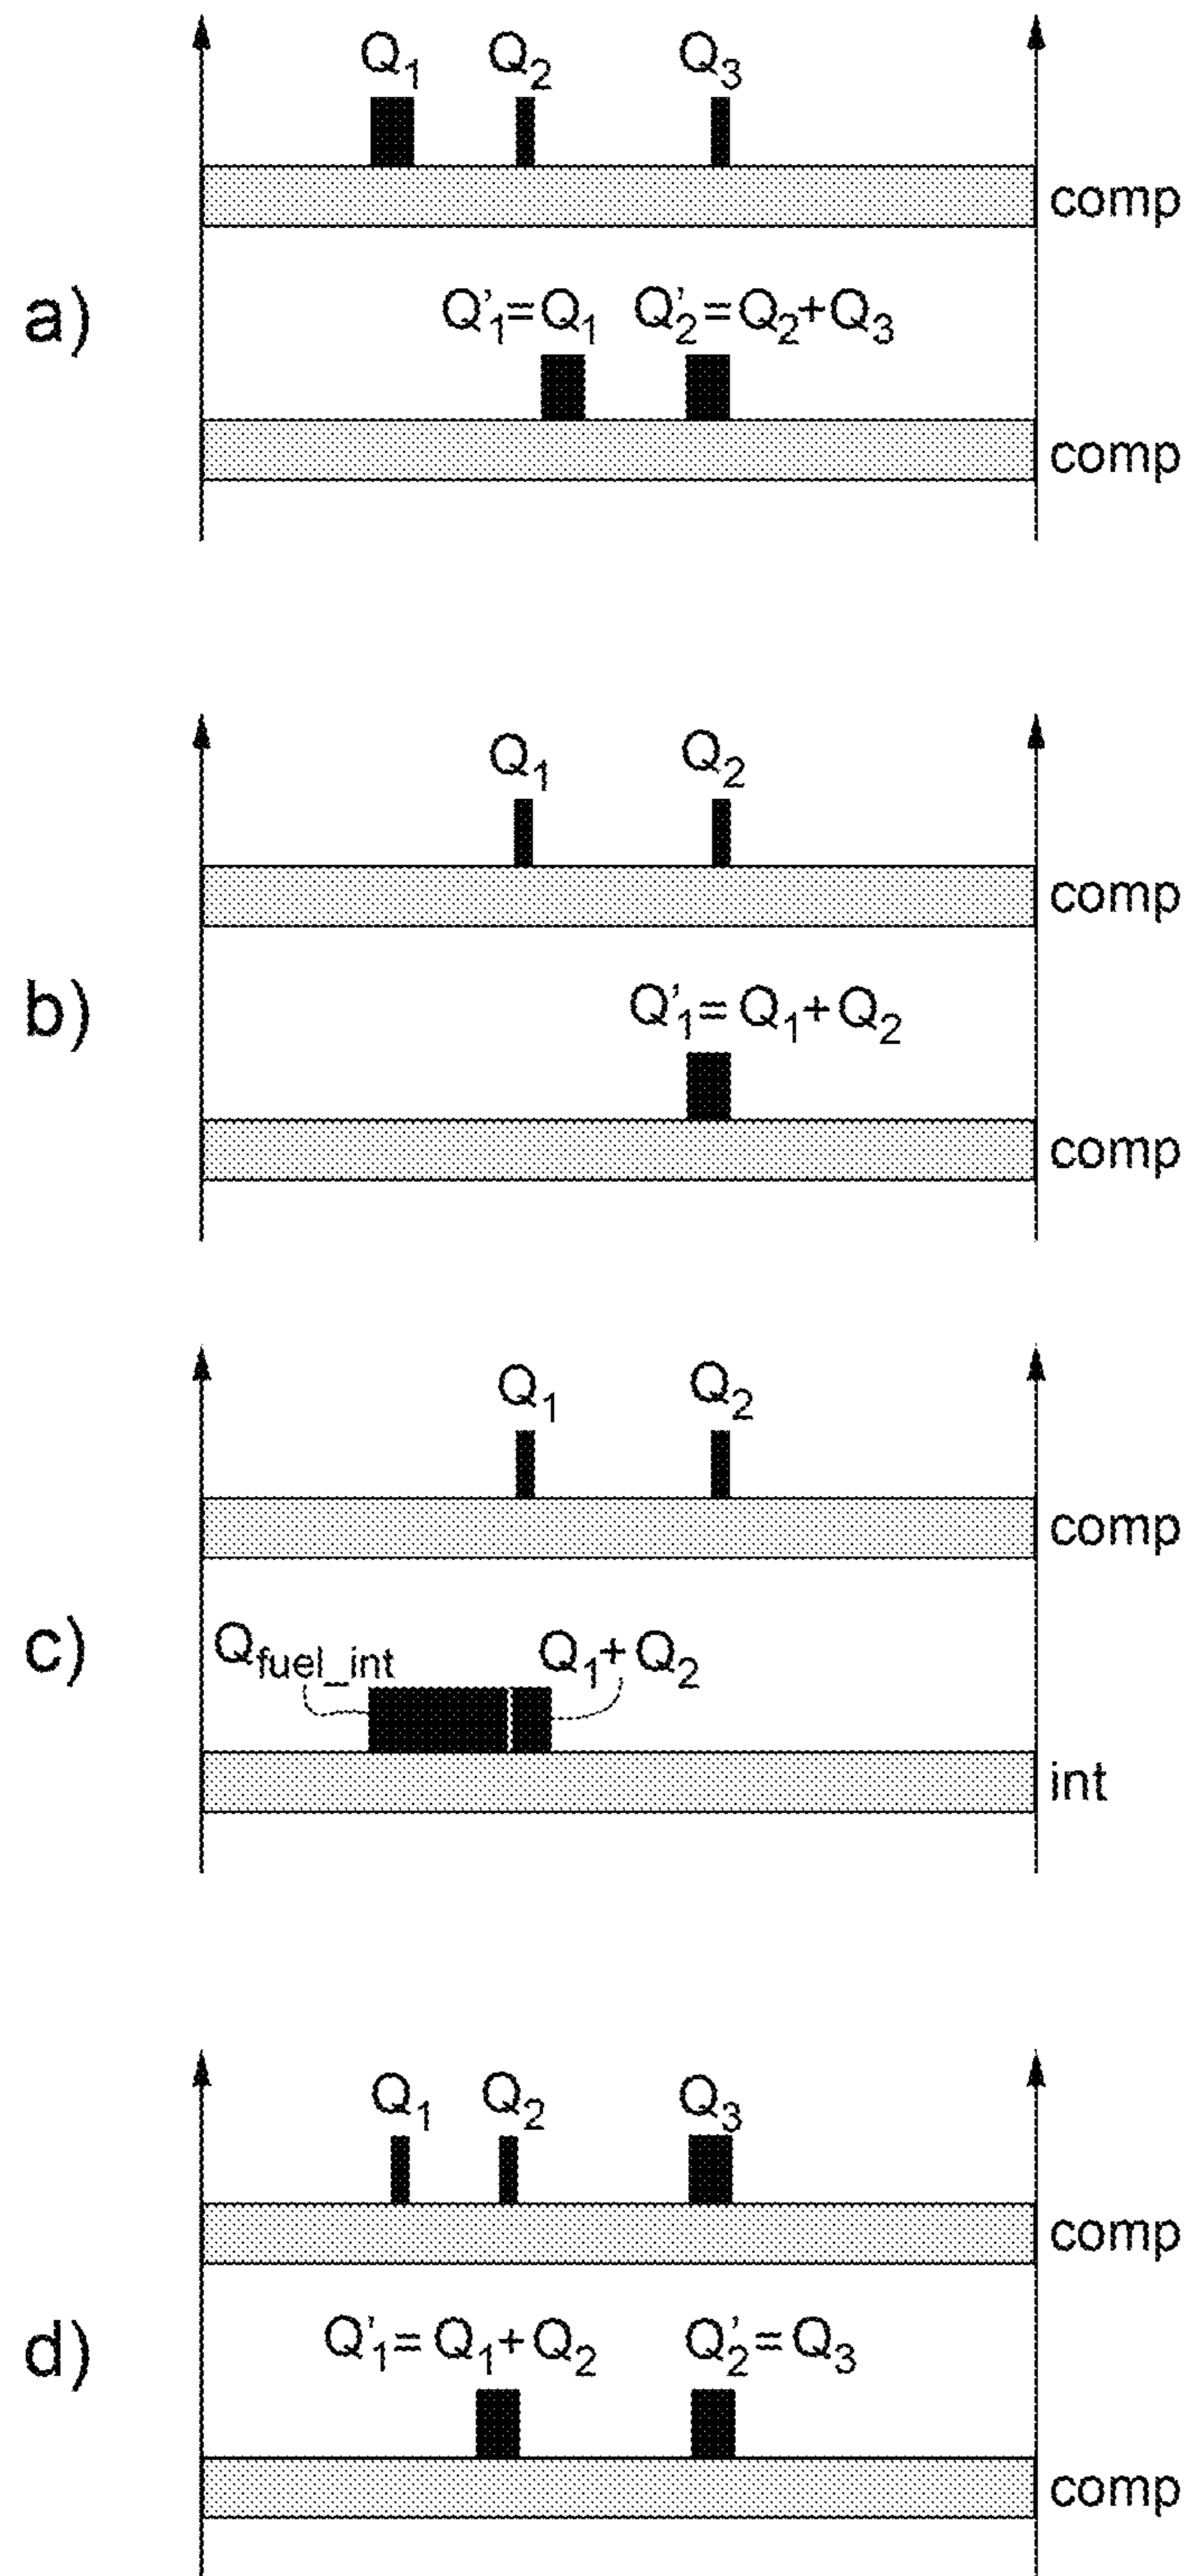 Q1 Q2 Q3
comp
a)
Q'1=Q1 Q'2=Q2+Q3
comp
Q1 Q2
comp
b)
Q'1=Q1+Q2
comp
Q1 Q2
comp
c)
Qfuel_int Q1+Q2
int
Q1 Q2 Q3
comp
d)
Q'1=Q1+Q2 Q'2=Q3
comp